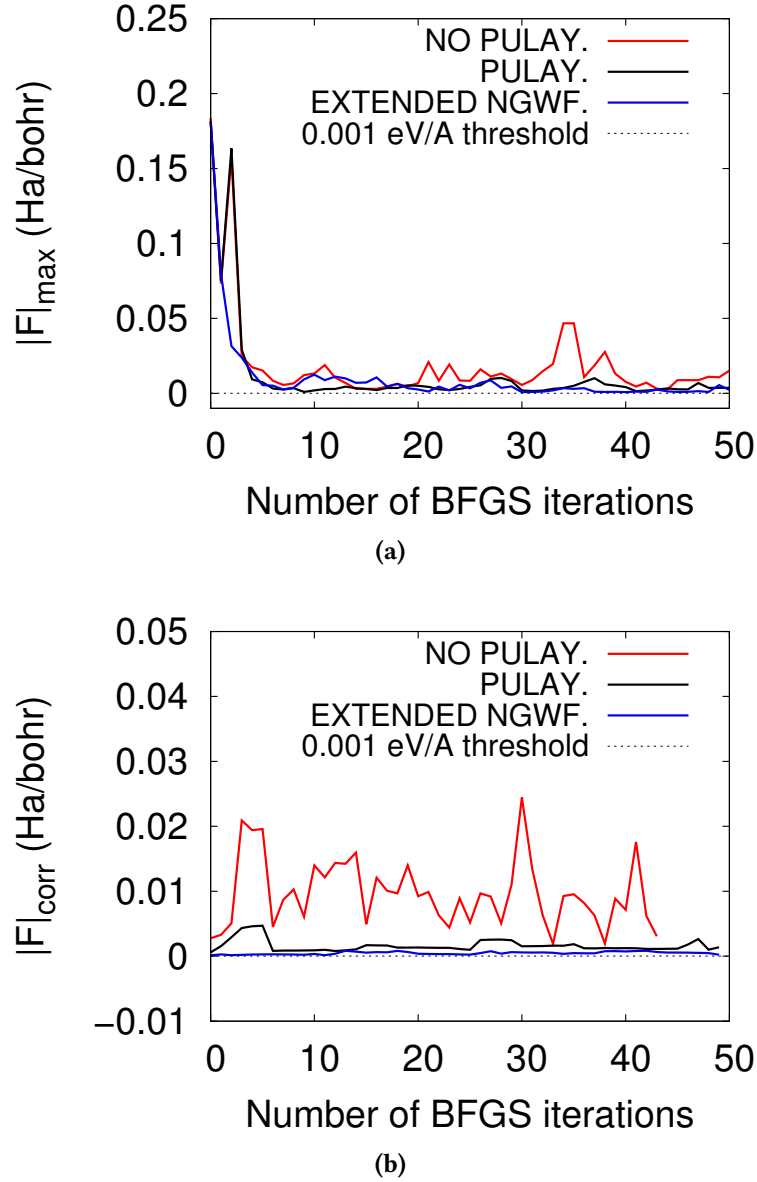 0.25
0.2
0.15
0.1
0.05
0
|F|max (Ha/bohr)
NO PULAY.
PULAY.
EXTENDED NGWF.
0.001 eV/A threshold
0 10 20 30 40 50
Number of BFGS iterations
(a)
0.05
0.04
0.03
0.02
0.01
0
−0.01
|F|corr (Ha/bohr)
NO PULAY.
PULAY.
EXTENDED NGWF.
0.001 eV/A threshold
0 10 20 30 40 50
Number of BFGS iterations
(b)